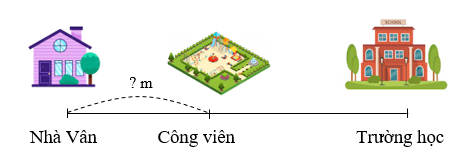 SCHOOL
? m
Nhà Vân
Công viên
Trường học